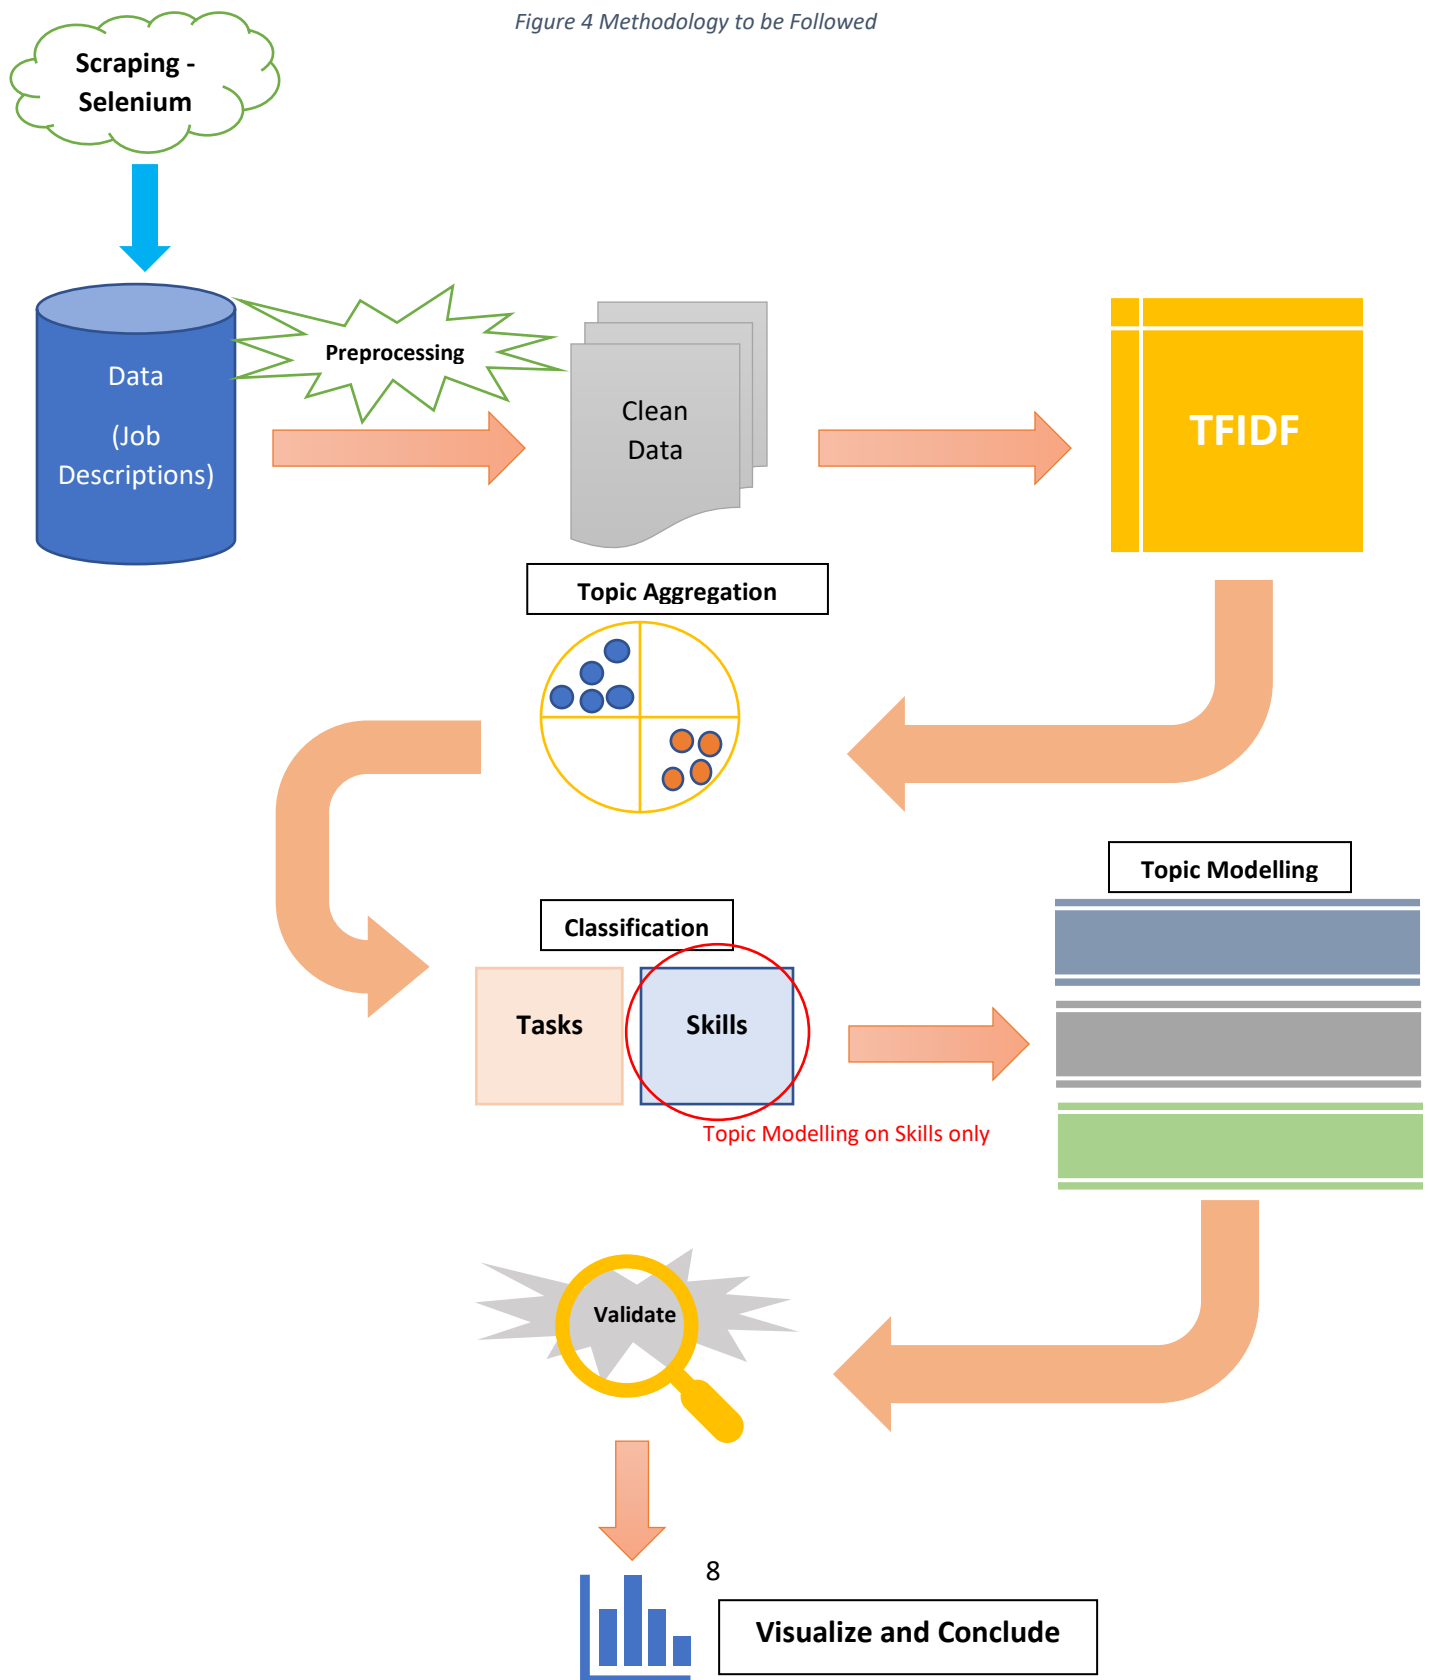 Figure 4 Methodology to be Followed
Scraping -
Selenium
Data
(Job
Descriptions)
Preprocessing
Clean
Data
TFIDF
Topic Aggregation
Topic Modelling
Classification
Tasks
Skills
Topic Modelling on Skills only
Validate
8
Visualize and Conclude